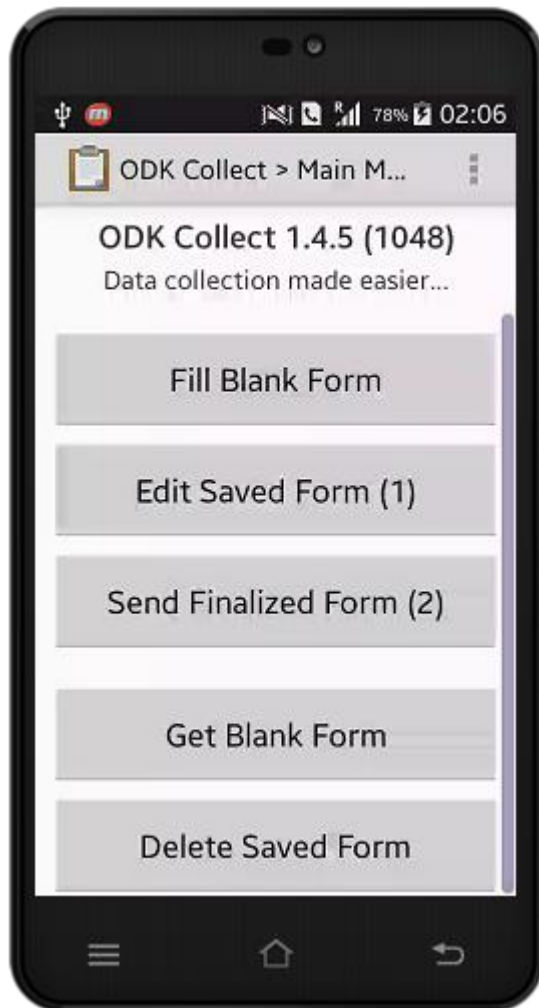 78% 02:06
ODK Collect > Main M...
ODK Collect 1.4.5 (1048)
Data collection made easier...
Fill Blank Form
Edit Saved Form (1)
Send Finalized Form (2)
Get Blank Form
Delete Saved Form